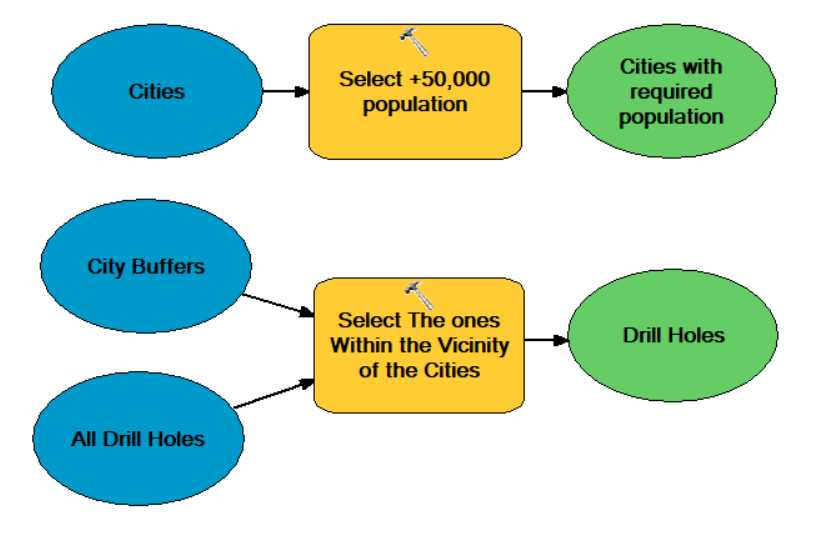 Cities
Select +50,000
population
Cities with
required
population
City Buffers
Select The ones
Within the Vicinity
of the Cities
Drill Holes
All Drill Holes